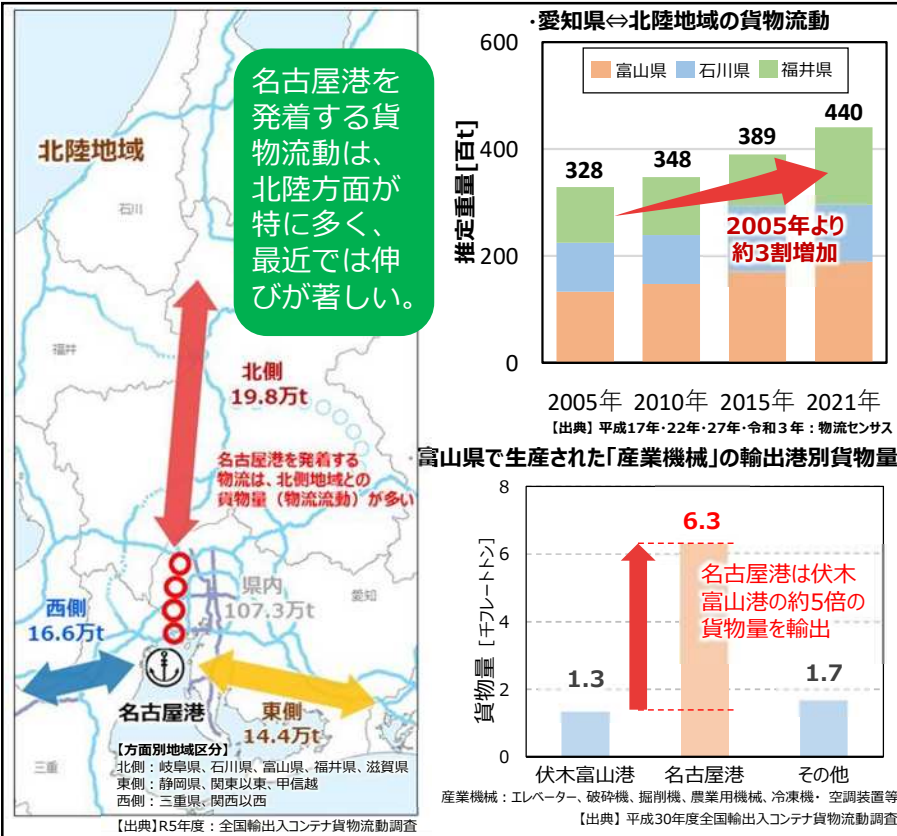 北陸地域
石川
福井
名古屋港を
発着する貨
物流動は、
北陸方面が
特に多く、
最近では伸
びが著しい。
北側
19.8万t
名古屋港を発着する
物流は、北側地域との
貨物量（物流流動）が多い
県内
107.3万t
愛知
西側
16.6万t
名古屋港
東側
14.4万t
三重
【方面別地域区分】
北側：岐阜県、石川県、富山県、福井県、滋賀県
東側：静岡県、関東以東、甲信越
西側：三重県、関西以西
【出典】R5年度：全国輸出入コンテナ貨物流動調査
・愛知県⇔北陸地域の貨物流動
富山県 石川県 福井県
推定重量[百t]
600
400
200
0
328
348
389
440
2005年より
約3割増加
2005年 2010年 2015年 2021年
【出典】平成17年・22年・27年・令和３年：物流センサス
富山県で生産された「産業機械」の輸出港別貨物量
貨物量 [千フレートトン]
8
6
4
2
0
1.3
6.3
1.7
名古屋港は伏木
富山港の約5倍の
貨物量を輸出
伏木富山港 名古屋港 その他
産業機械：エレベーター、破砕機、掘削機、農業用機械、冷凍機・ 空調装置等
【出典】平成30年度全国輸出入コンテナ貨物流動調査